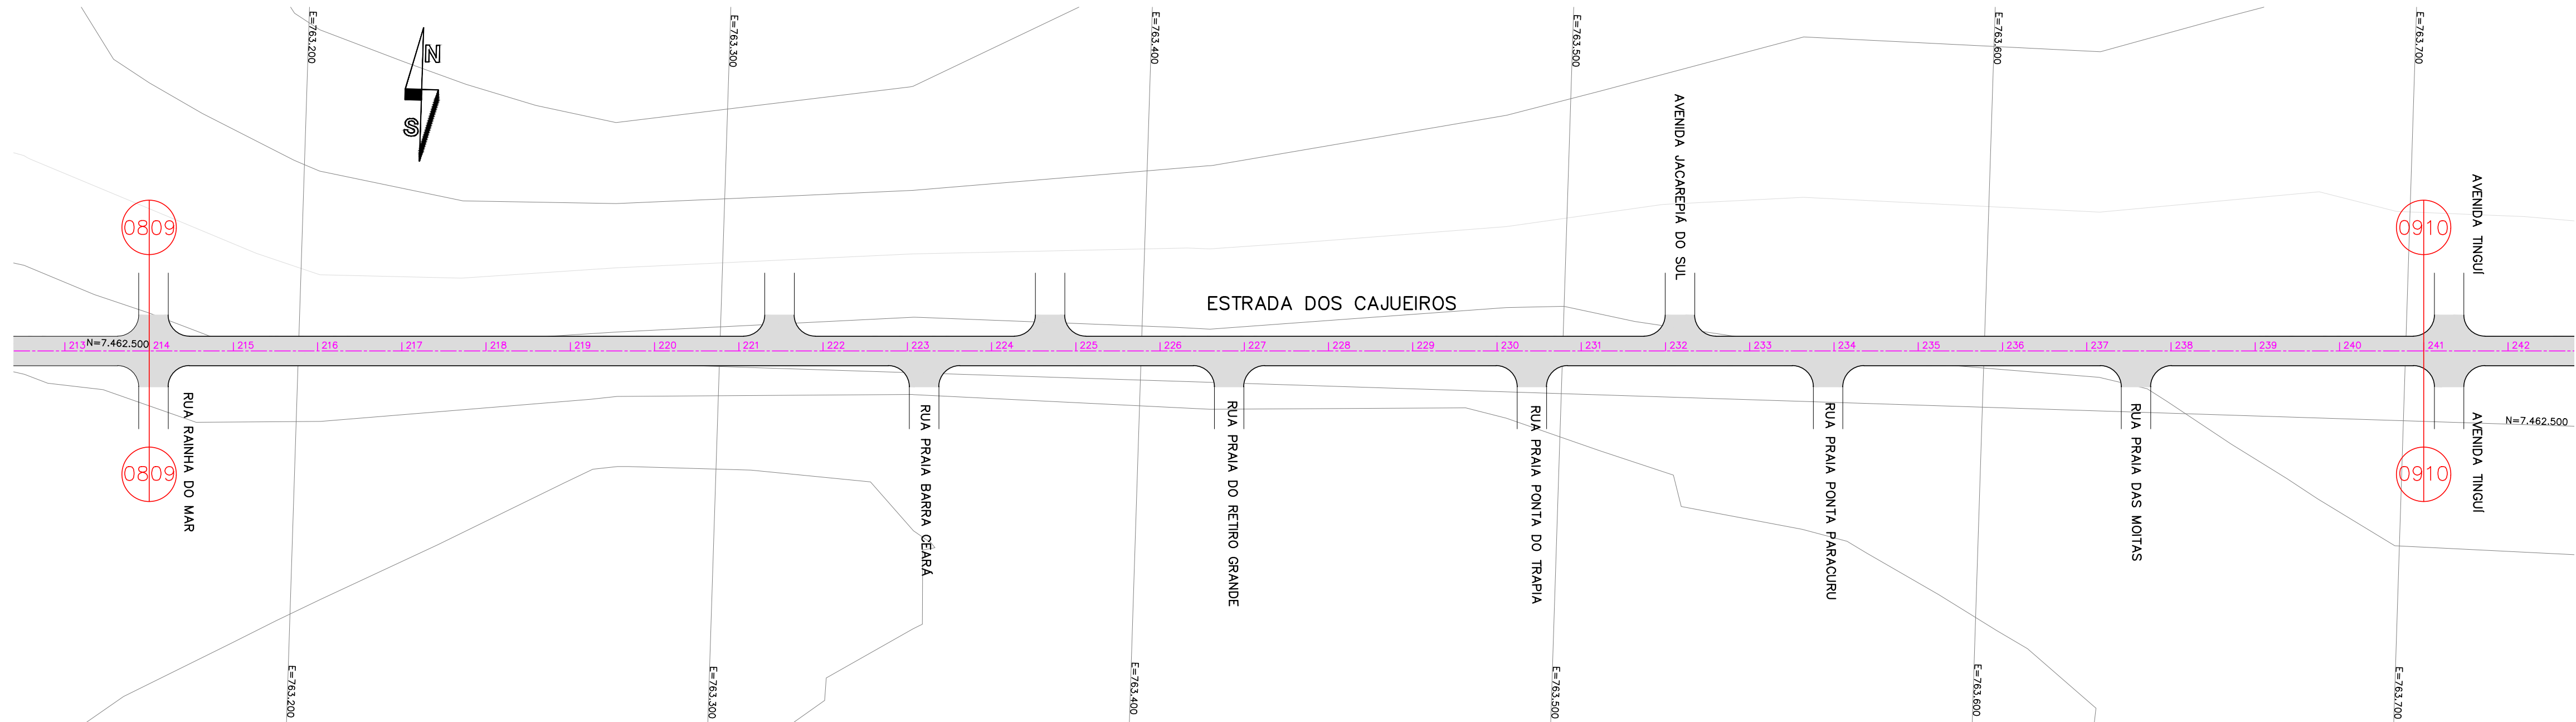 E=763.200
E=763.300
E=763.400
E=763.500
E=763.600
E=763.700
N
S
AVENIDA JACAREPIÁ DO SUL
AVENIDA TINGUÍ
0809
0910
ESTRADA DOS CAJUEIROS
213
N=7.462.500
214
215
216
217
218
219
220
221
222
223
224
225
226
227
228
229
230
231
232
233
234
235
236
237
238
239
240
241
242
N=7.462.500
RUA RAINHA DO MAR
RUA PRAIA BARRA CEARÁ
RUA PRAIA DO RETIRO GRANDE
RUA PRAIA PONTA DO TRAPIA
RUA PRAIA PONTA PARACURU
RUA PRAIA DAS MOITAS
AVENIDA TINGUÍ
0809
0910
E=763.200
E=763.300
E=763.400
E=763.500
E=763.600
E=763.700